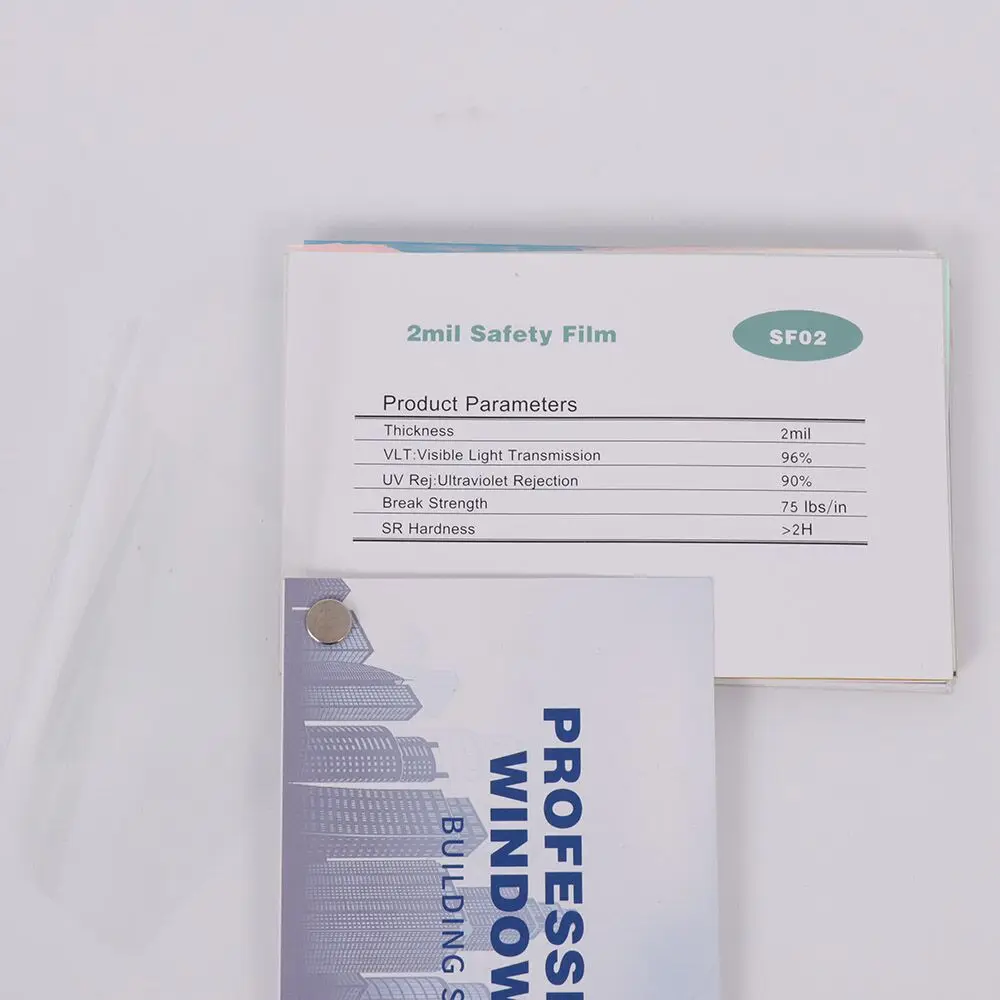 2mil Safety Film
SF02
Product Parameters
Thickness 2mil
VLT:Visible Light Transmission 96%
UV Rej:Ultraviolet Rejection 90%
Break Strength 75 lbs/in
SR Hardness >2H
PROFESSI
WINDOW
BUILDING S